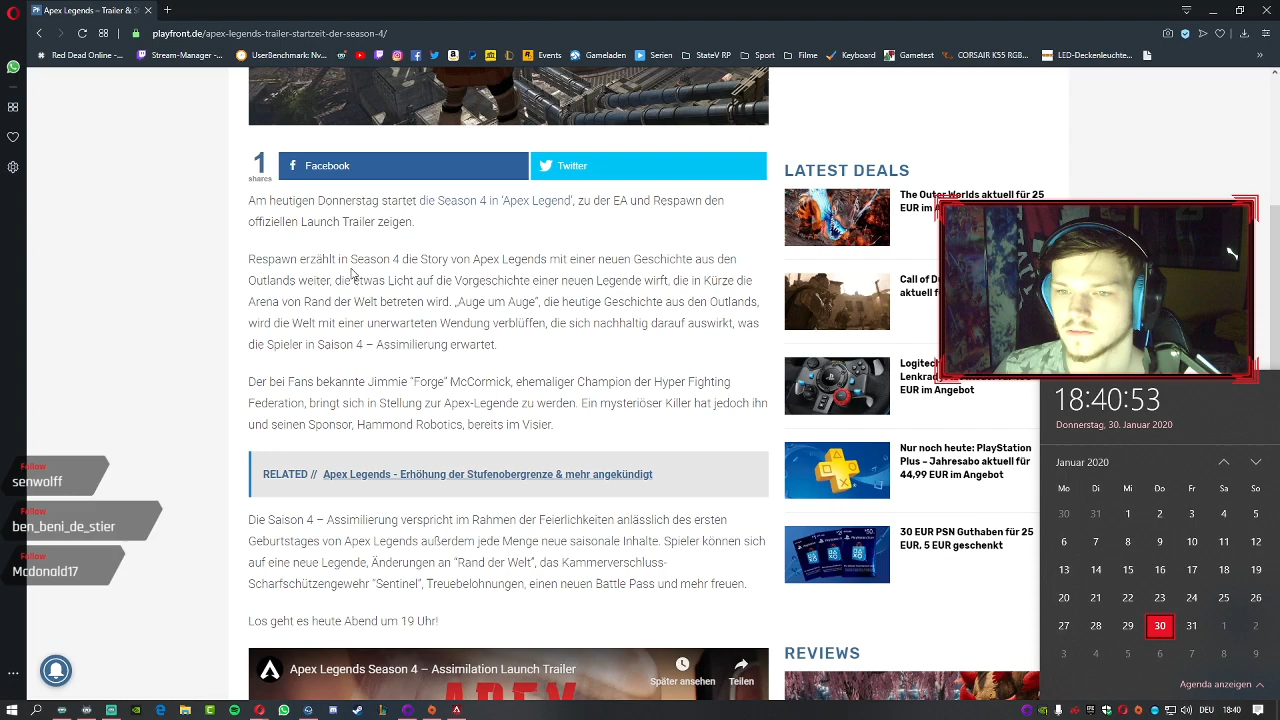 Apex Legends – Trailer & S
playfront.de/apex-legends-trailer-startzeit-der-season-4/
Red Dead On...
Stream-Manager -...
UserBenchmark: Nv...
Events
Gameladen
Serien
StateV RP
Sport
Filme
Keyboard
Gametest
CORSAIR K55 RGB...
LED-Deckenleucht...
1
shares
Facebook
Twitter
Am heutigen Donnerstag startet die Season 4 in ‘Apex Legend’, zu der EA und Respawn den
offiziellen Launch Trailer zeigen.
Respawn erzählt in Season 4 die Story von Apex Legends mit einer neuen Geschichte aus den
Outlands weiter, die etwas Licht auf die Vorgeschichte einer neuen Legende wirft, die in Kürze die
Arena von Rand der Welt betreten wird. „Auge um Auge“, die heutige Geschichte aus den Outlands,
wird die Welt mit einer unerwarteten Wendung verblüffen, die sich nachhaltig darauf auswirkt, was
die Spieler in Saison 4 – Assimilierung erwartet.
Der bei Fans bekannte Jimmie “Forge” McCormick, ehemaliger Champion der Hyper Fighting
Federation, bringt sich in Stellung zur Apex-Legende zu werden. Ein mysteriöser Killer hat jedoch ihn
und seinen Sponsor, Hammond Robotics, bereits im Visier.
RELATED // Apex Legends - Erhöhung der Stufenobergrenze & mehr angekündigt
Die Saison 4 – Assimilierung verspricht im Rahmen der Feierlichkeiten anlässlich des ersten
Geburtstages von Apex Legends außerdem jede Menge neue saisonale Inhalte. Spieler können sich
auf eine neue Legende, Änderungen an “Rand der Welt”, das Kammerverschluss-
Scharfschützengewehr “Sentinel”, Treuebelohnungen, einen neuen Battle Pass und mehr freuen.
Los geht es heute Abend um 19 Uhr!
Apex Legends Season 4 – Assimilation Launch Trailer
Später ansehen
Teilen
APEX
LATEST DEALS
The Outer Worlds aktuell für 25
EUR im
Call of
aktuell
Logitech
EUR im Angebot
Nur noch heute: PlayStation
Plus – Jahresabo aktuell für
44,99 EUR im Angebot
30 EUR PSN Guthaben für 25
EUR, 5 EUR geschenkt
REVIEWS
Follow
senwolff
Follow
ben_beni_de_stier
Follow
Mcdonald17
18:40:53
Donnerstag, 30. Januar 2020
Januar 2020
Mo Di Mi Do Fr Sa So
30 31 1 2 3 4 5
6 7 8 9 10 11 12
13 14 15 16 17 18 19
20 21 22 23 24 25 26
27 28 29 30 31 1 2
3 4 5 6 7 8 9
Agenda anzeigen
DEU 18:40